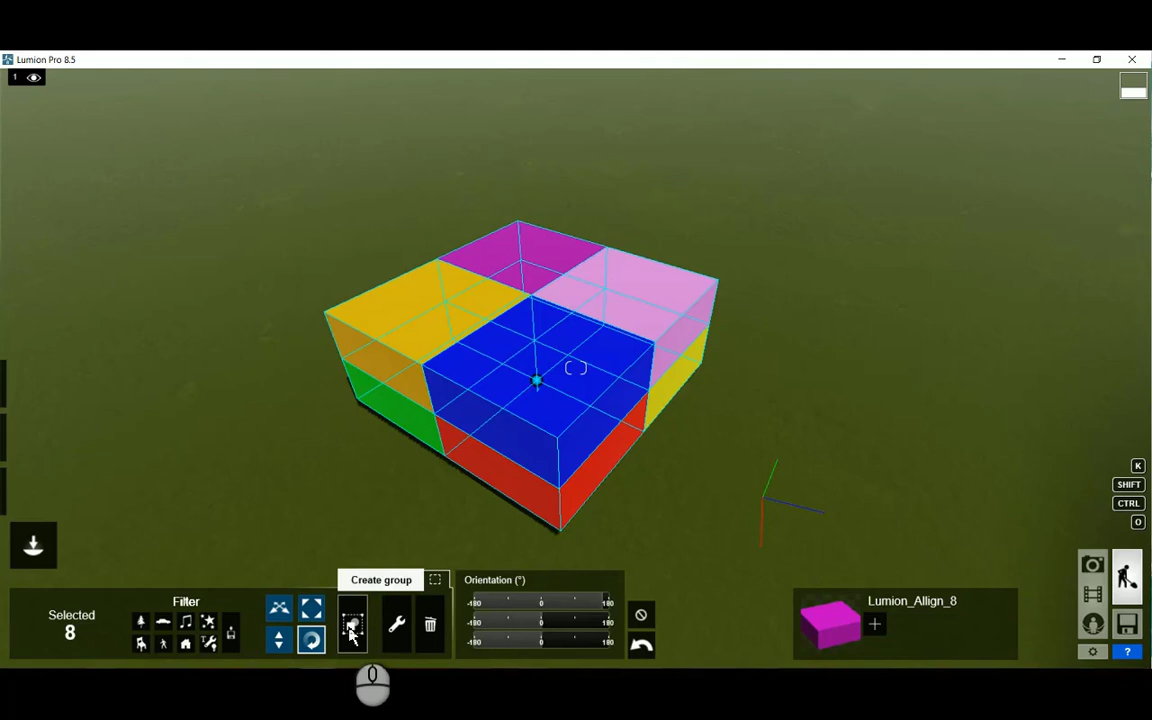 Lumion Pro 8.5
1
K
SHIFT
CTRL
O
Create group
Orientation (°)
Selected
8
Filter
-180 0 180
-180 0 180
-180 0 180
Lumion_Allign_8
+
?